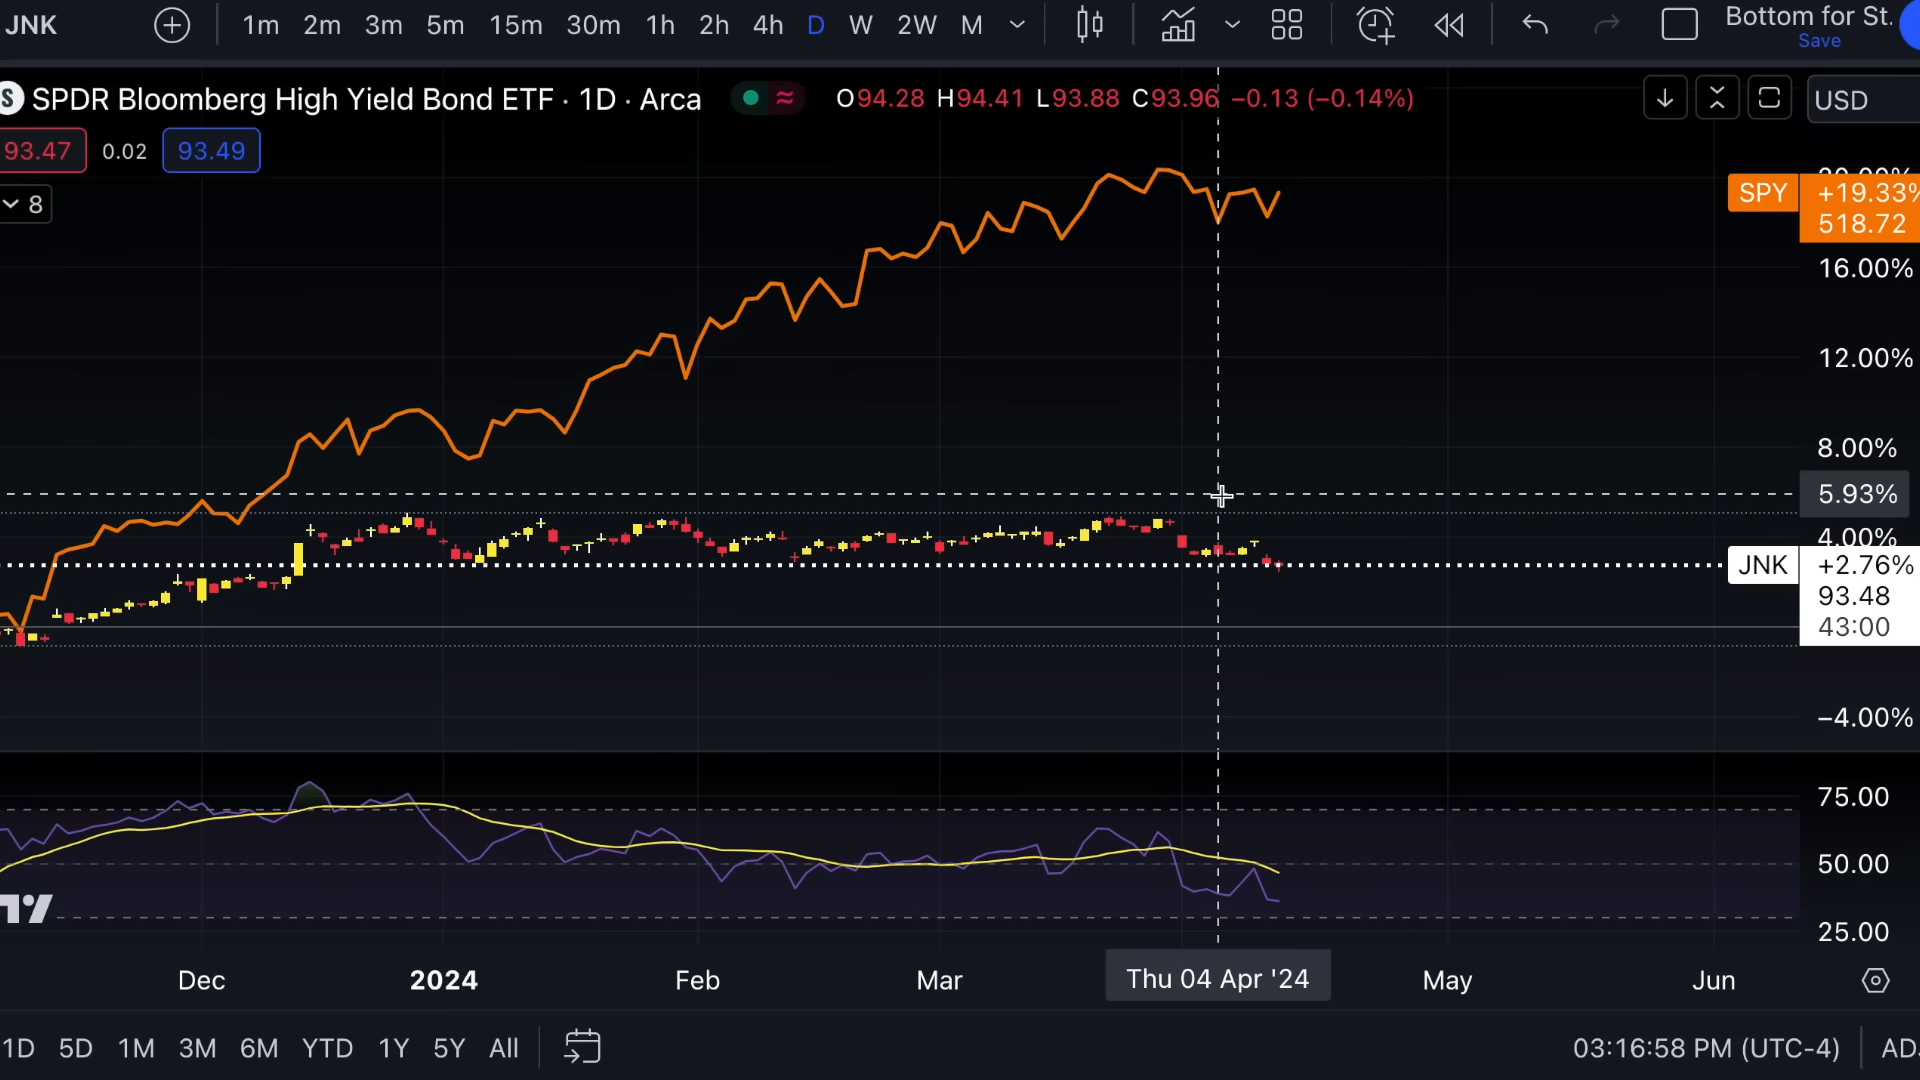 JNK 1m 2m 3m 5m 15m 30m 1h 2h 4h D W 2W M Bottom for St.
Save
S SPDR Bloomberg High Yield Bond ETF · 1D · Arca O94.28 H94.41 L93.88 C93.96 −0.13 (−0.14%) USD
93.47 0.02 93.49
8
20.00%
SPY +19.33%
518.72
16.00%
12.00%
8.00%
5.93%
4.00%
JNK +2.76%
93.48
43:00
−4.00%
75.00
50.00
25.00
Dec 2024 Feb Mar Thu 04 Apr '24 May Jun
1D 5D 1M 3M 6M YTD 1Y 5Y All 03:16:58 PM (UTC-4) ADJ